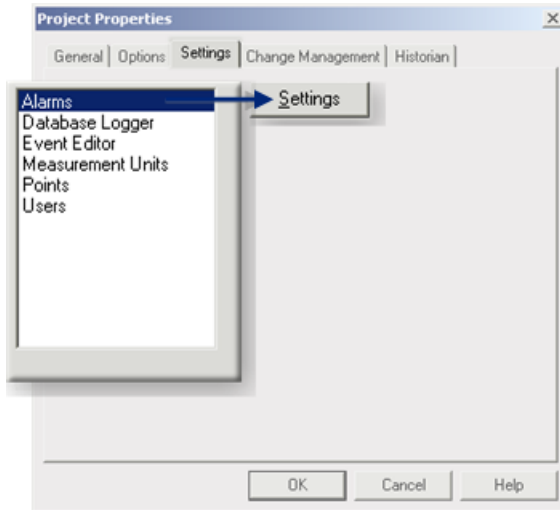 Project Properties
General Options Settings Change Management Historian
Alarms
Settings
Database Logger
Event Editor
Measurement Units
Points
Users
OK Cancel Help